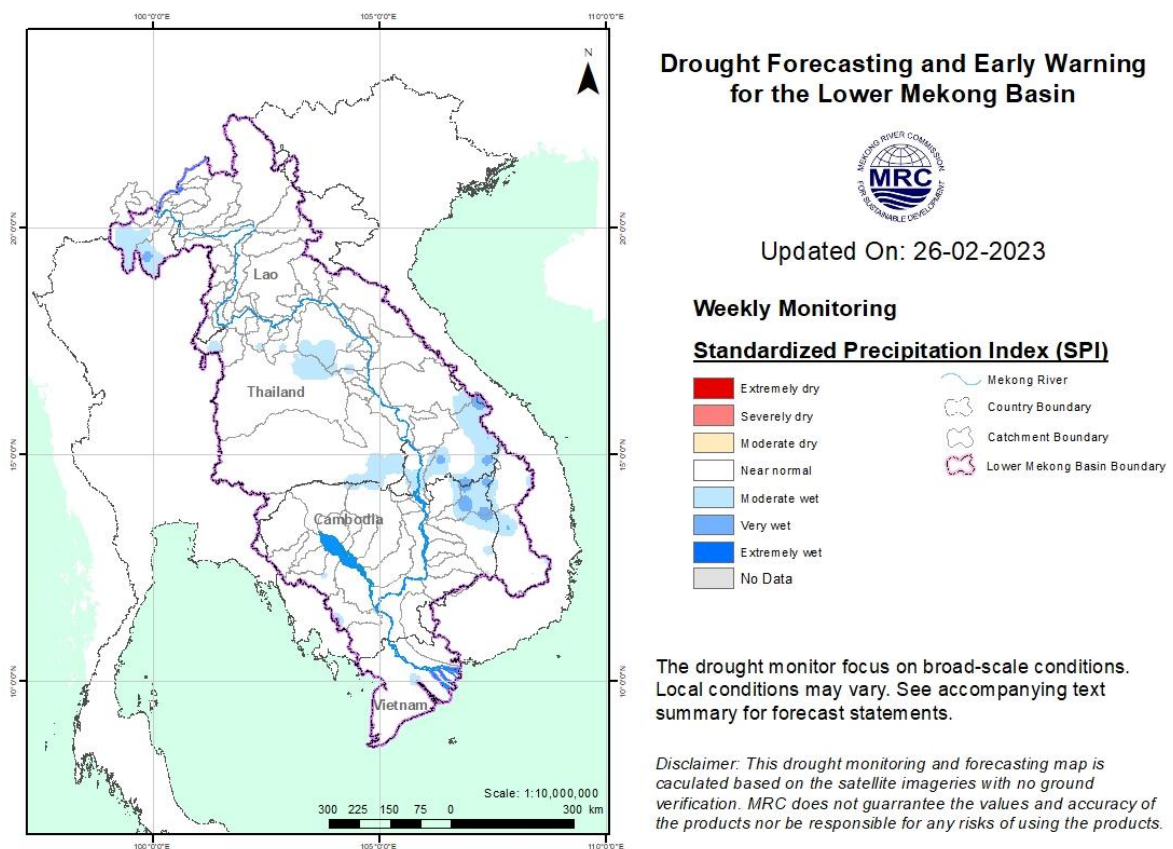 100°0'0"E
105°0'0"E
110°0'0"E
N
20°0'0"N
20°0'0"N
Lao
Thailand
15°0'0"N
15°0'0"N
Cambodia
10°0'0"N
10°0'0"N
Vietnam
Scale: 1:10,000,000
300 225 150 75 0 300 km
100°0'0"E
105°0'0"E
110°0'0"E
Drought Forecasting and Early Warning
for the Lower Mekong Basin
MEKONG RIVER COMMISSION
MRC
FOR SUSTAINABLE DEVELOPMENT
Updated On: 26-02-2023
Weekly Monitoring
Standardized Precipitation Index (SPI)
Extremely dry
Severely dry
Moderate dry
Near normal
Moderate wet
Very wet
Extremely wet
No Data
Mekong River
Country Boundary
Catchment Boundary
Lower Mekong Basin Boundary
The drought monitor focus on broad-scale conditions.
Local conditions may vary. See accompanying text
summary for forecast statements.
Disclaimer: This drought monitoring and forecasting map is
caculated based on the satellite imageries with no ground
verification. MRC does not guarrantee the values and accuracy of
the products nor be responsible for any risks of using the products.